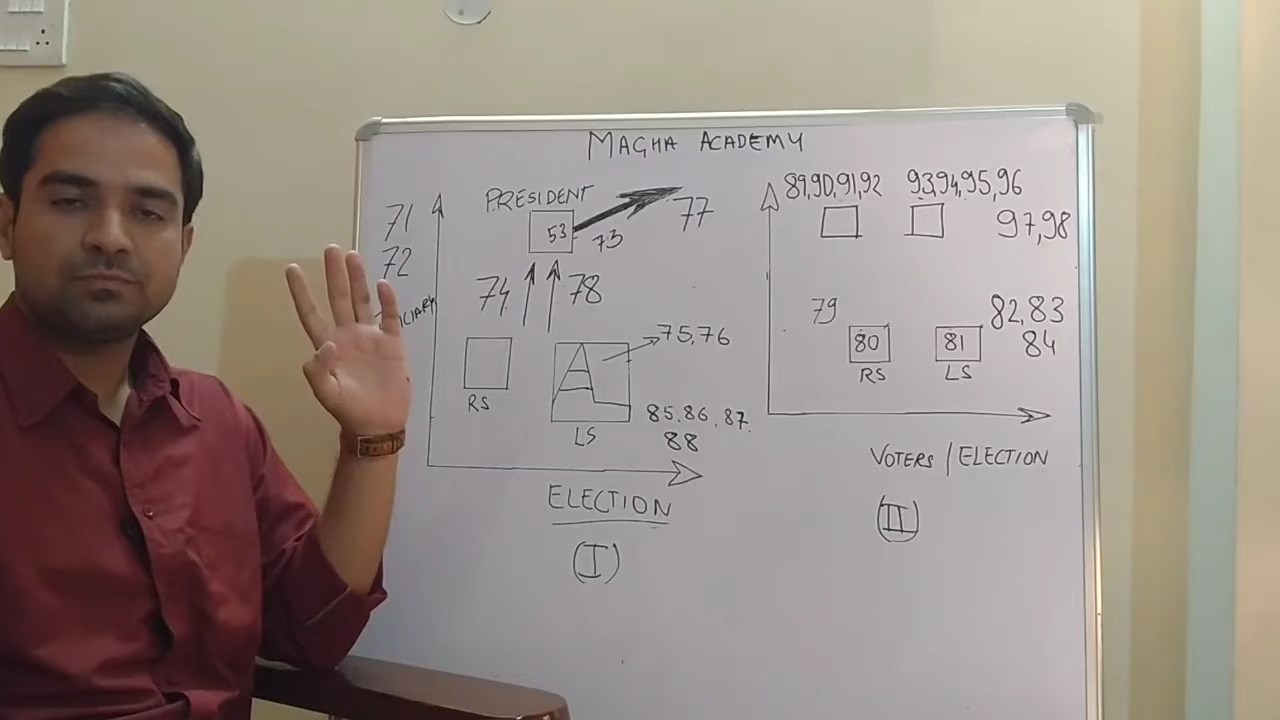 MAGHA ACADEMY
71
72
PRESIDENT
53
73
77
74
78
RS
75,76
LS
85,86,87,
88
ELECTION
(I)
89,90,91,92
93,94,95,96
97,98
79
80
RS
81
LS
82,83
84
VOTERS / ELECTION
(II)